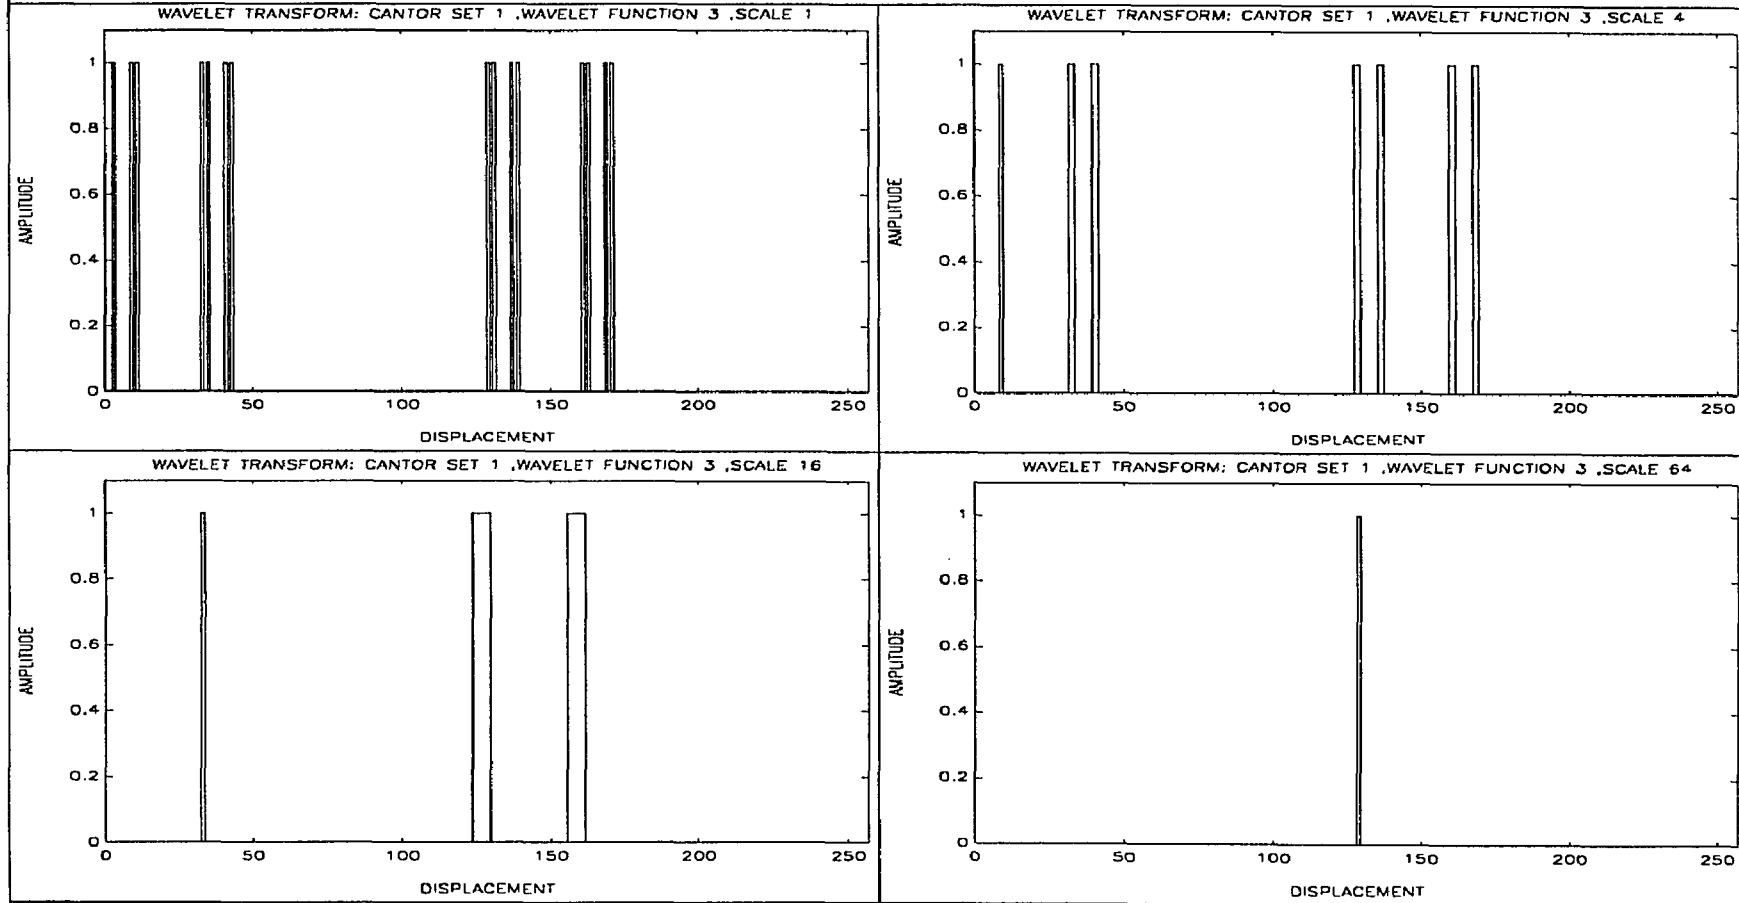 WAVELET TRANSFORM: CANTOR SET 1 ,WAVELET FUNCTION 3 ,SCALE 1
1
0.8
0.6
0.4
0.2
0
AMPLITUDE
0 50 100 150 200 250
DISPLACEMENT
WAVELET TRANSFORM: CANTOR SET 1 ,WAVELET FUNCTION 3 ,SCALE 4
1
0.8
0.6
0.4
0.2
0
AMPLITUDE
0 50 100 150 200 250
DISPLACEMENT
WAVELET TRANSFORM: CANTOR SET 1 ,WAVELET FUNCTION 3 ,SCALE 16
1
0.8
0.6
0.4
0.2
0
AMPLITUDE
0 50 100 150 200 250
DISPLACEMENT
WAVELET TRANSFORM: CANTOR SET 1 ,WAVELET FUNCTION 3 ,SCALE 64
1
0.8
0.6
0.4
0.2
0
AMPLITUDE
0 50 100 150 200 250
DISPLACEMENT